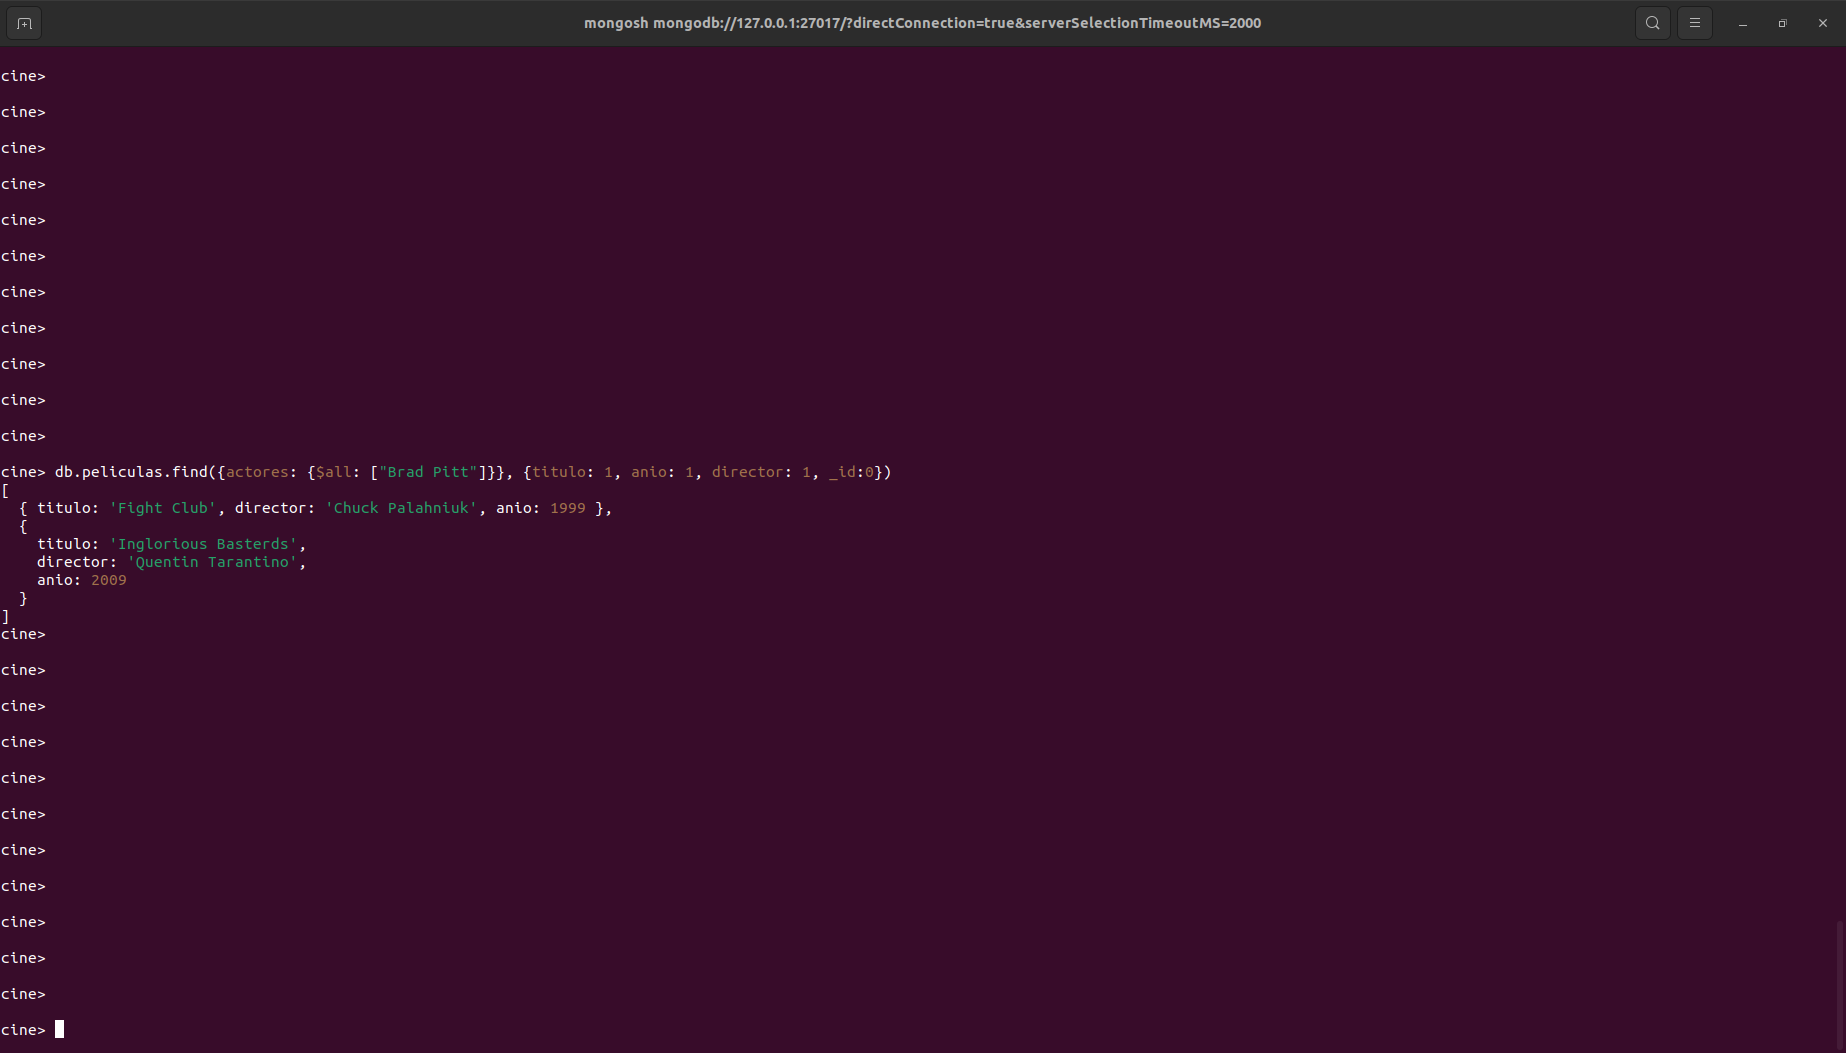 mongosh mongodb://127.0.0.1:27017/?directConnection=true&serverSelectionTimeoutMS=2000
cine>
cine>
cine>
cine>
cine>
cine>
cine>
cine>
cine>
cine>
cine>
cine> db.peliculas.find({actores: {$all: ["Brad Pitt"]}}, {titulo: 1, anio: 1, director: 1, _id:0})
[
  { titulo: 'Fight Club', director: 'Chuck Palahniuk', anio: 1999 },
  {
    titulo: 'Inglorious Basterds',
    director: 'Quentin Tarantino',
    anio: 2009
  }
]
cine>
cine>
cine>
cine>
cine>
cine>
cine>
cine>
cine>
cine>
cine>
cine>